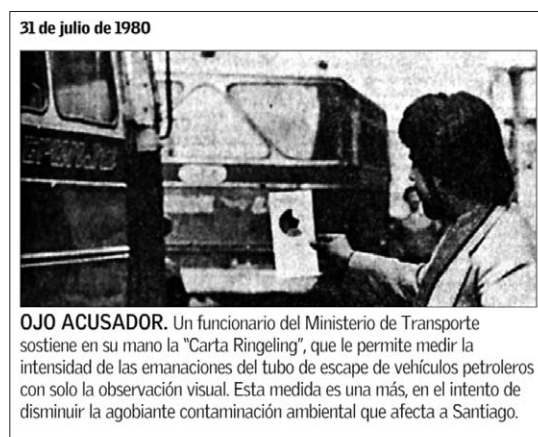 31 de julio de 1980
OJO ACUSADOR. Un funcionario del Ministerio de Transporte
sostiene en su mano la “Carta Ringeling”, que le permite medir la
intensidad de las emanaciones del tubo de escape de vehículos petroleros
con solo la observación visual. Esta medida es una más, en el intento de
disminuir la agobiante contaminación ambiental que afecta a Santiago.